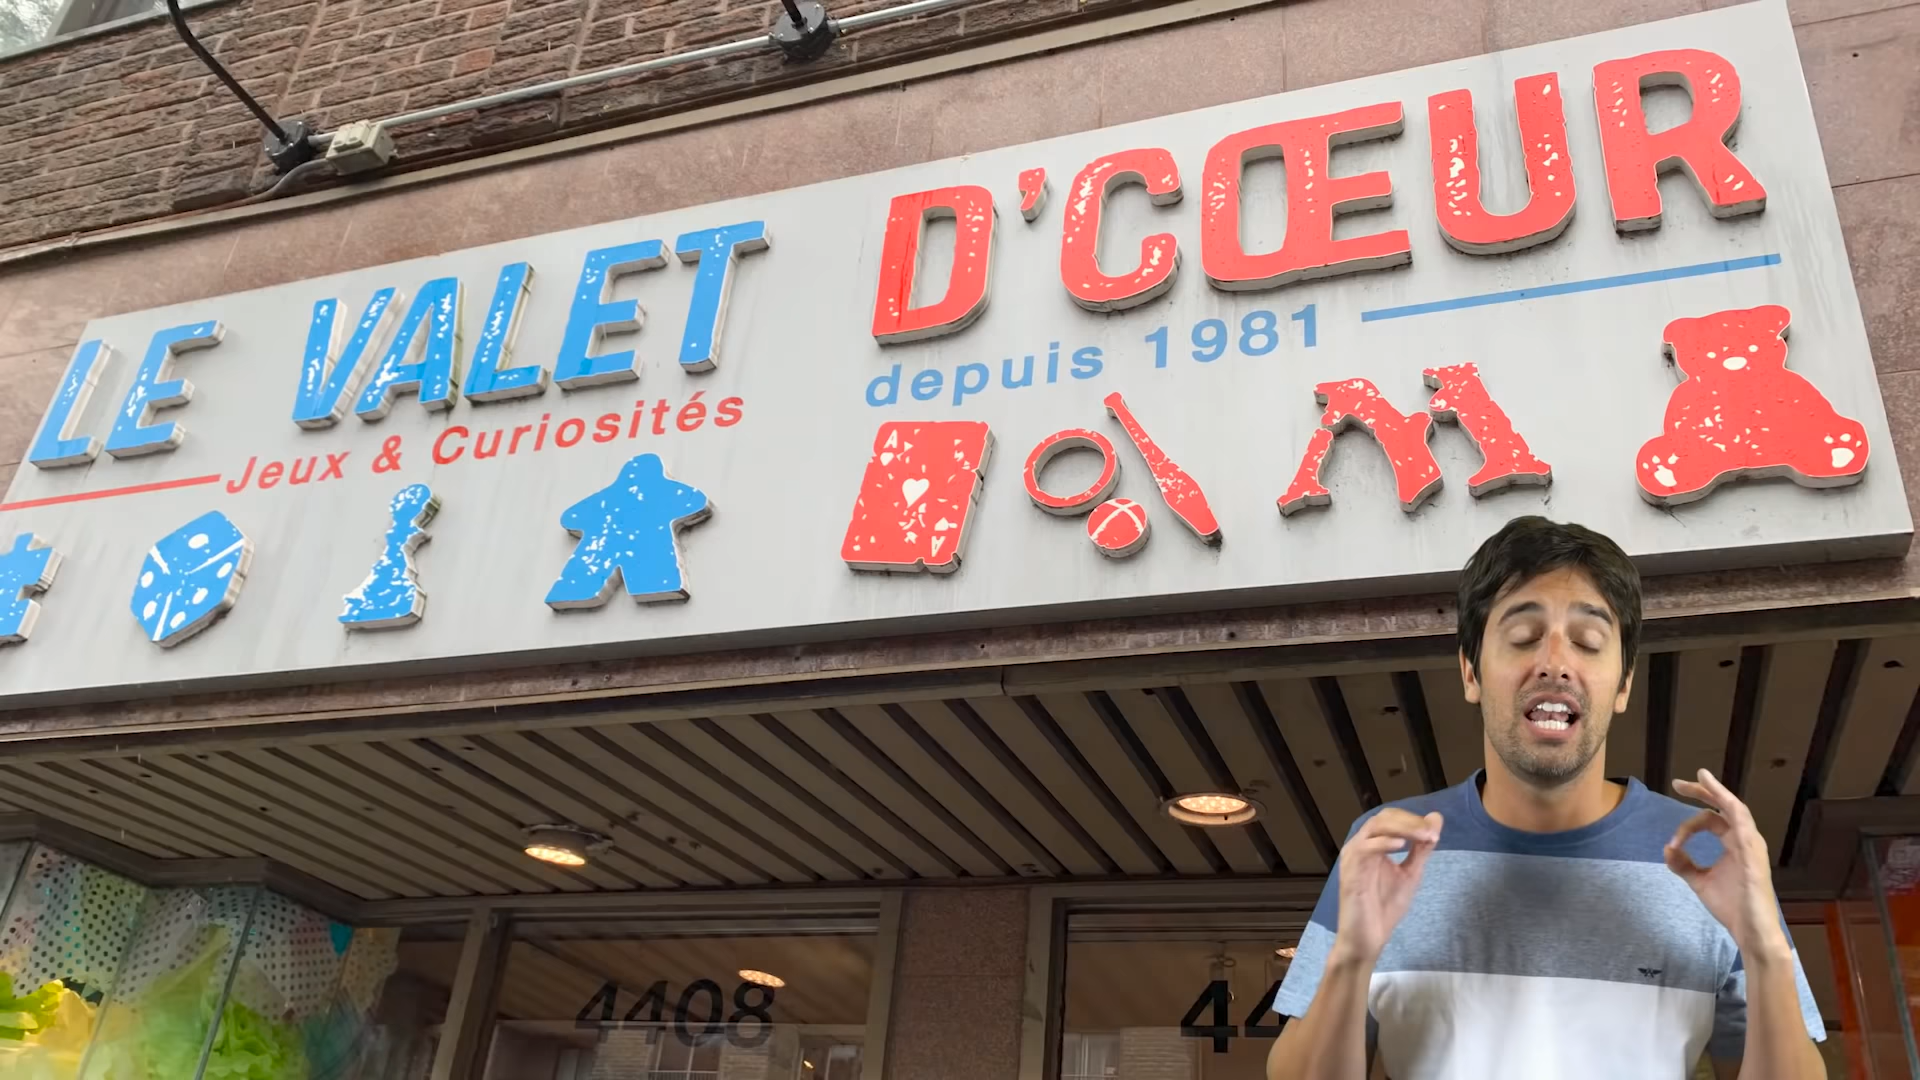 LE VALET D'CŒUR
Jeux & Curiosités
depuis 1981
A
A
4408
44